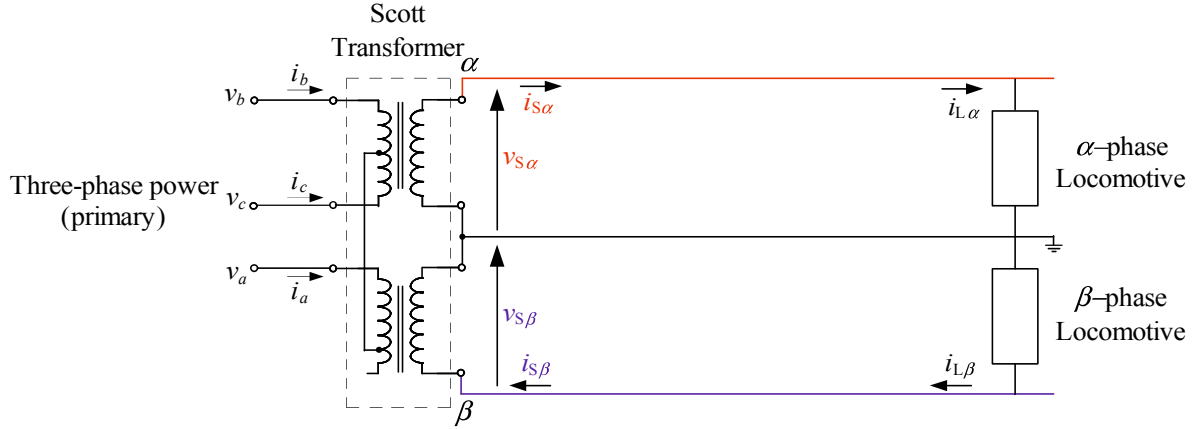 Scott
Transformer
α
i_b
v_b
i_Sα
i_Lα
v_Sα
α–phase
Locomotive
Three-phase power
(primary)
i_c
v_c
v_a
i_a
v_Sβ
β–phase
Locomotive
i_Sβ
i_Lβ
β